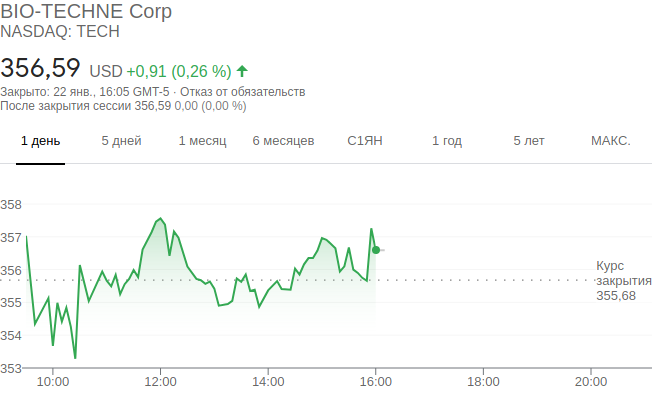 BIO-TECHNE Corp
NASDAQ: TECH
356,59 USD +0,91 (0,26 %)
Закрыто: 22 янв., 16:05 GMT-5 · Отказ от обязательств
После закрытия сессии 356,59 0,00 (0,00 %)
1 день 5 дней 1 месяц 6 месяцев С1ЯН 1 год 5 лет МАКС.
358
357
356
355
354
353
Курс
закрытия
355,68
10:00 12:00 14:00 16:00 18:00 20:00